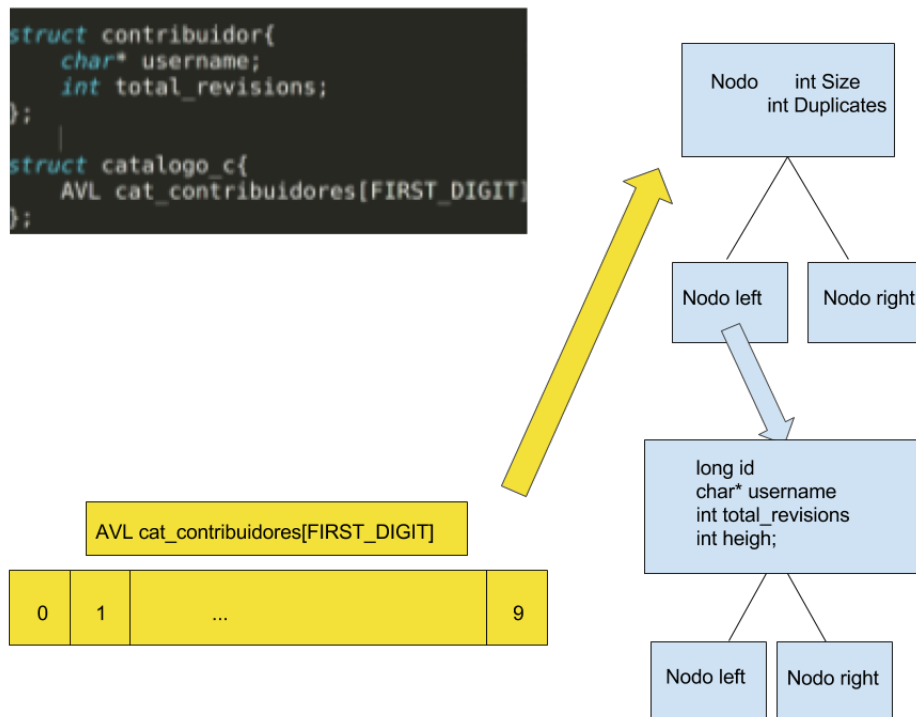 struct contribuidor{
char* username;
int total_revisions;
};
struct catalogo_c{
AVL cat_contribuidores[FIRST_DIGIT]
};
Nodo int Size
int Duplicates
Nodo left
Nodo right
long id
char* username
int total_revisions
int heigh;
Nodo left
Nodo right
AVL cat_contribuidores[FIRST_DIGIT]
0 1 ... 9